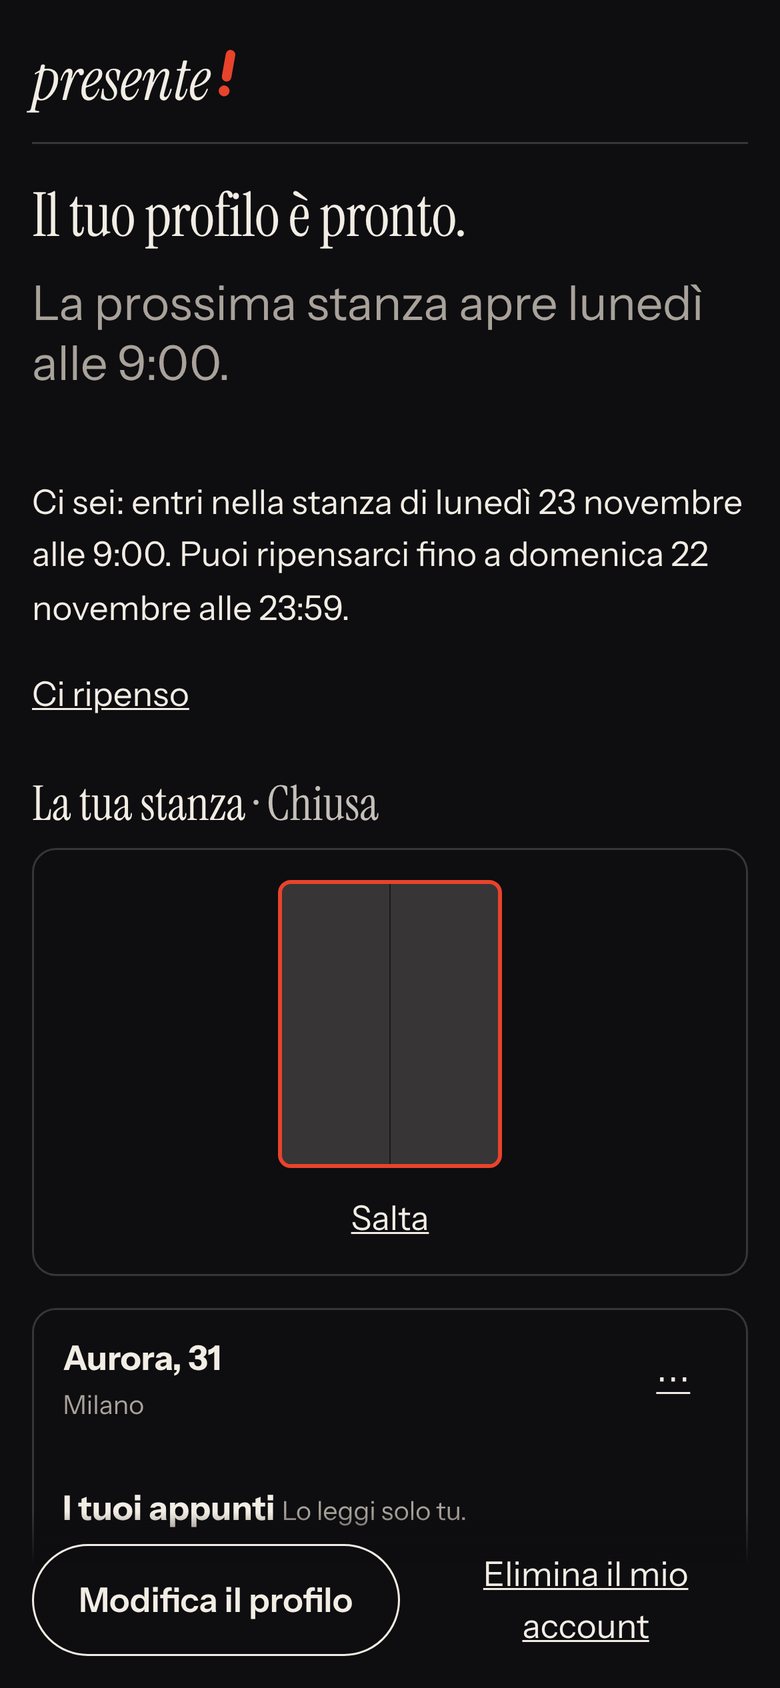 presente!
Il tuo profilo è pronto.
La prossima stanza apre lunedì
alle 9:00.
Ci sei: entri nella stanza di lunedì 23 novembre
alle 9:00. Puoi ripensarci fino a domenica 22
novembre alle 23:59.
Ci ripenso
La tua stanza · Chiusa
Salta
Aurora, 31
...
Milano
I tuoi appunti Lo leggi solo tu.
Modifica il profilo
Elimina il mio
account